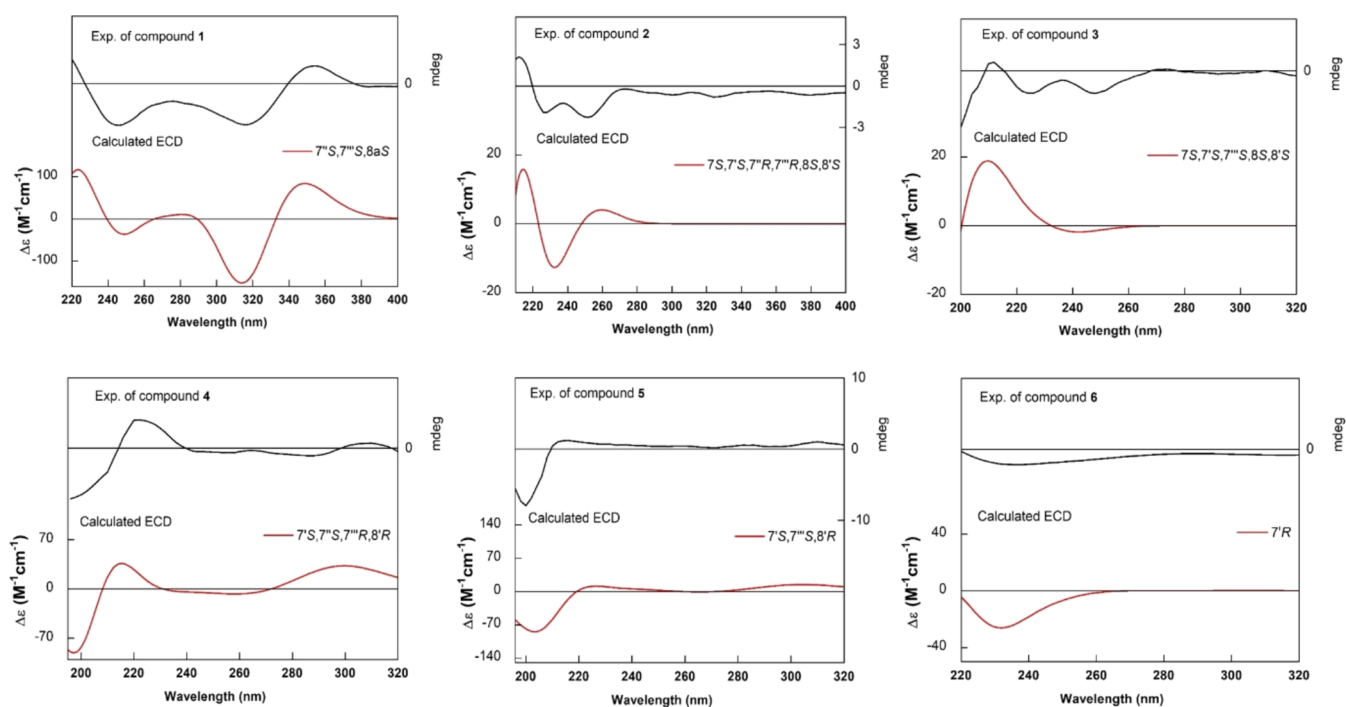 Exp. of compound 1
0
mdeg
Calculated ECD
7"S,7'"S,8aS
100
0
-100
Δε (M-1cm-1)
220 240 260 280 300 320 340 360 380 400
Wavelength (nm)
Exp. of compound 2
3
0
-3
mdeg
Calculated ECD
7S,7'S,7"R,7'"R,8S,8'S
20
0
-20
Δε (M-1cm-1)
220 240 260 280 300 320 340 360 380 400
Wavelength (nm)
Exp. of compound 3
0
mdeg
Calculated ECD
7S,7'S,7'"S,8S,8'S
20
0
-20
Δε (M-1cm-1)
200 220 240 260 280 300 320
Wavelength (nm)
Exp. of compound 4
0
mdeg
Calculated ECD
7'S,7"S,7'"R,8'R
70
0
-70
Δε (M-1cm-1)
200 220 240 260 280 300 320
Wavelength (nm)
Exp. of compound 5
10
0
-10
mdeg
Calculated ECD
7'S,7'"S,8'R
140
70
0
-70
-140
Δε (M-1cm-1)
200 220 240 260 280 300 320
Wavelength (nm)
Exp. of compound 6
0
mdeg
Calculated ECD
7'R
40
0
-40
Δε (M-1cm-1)
220 240 260 280 300 320
Wavelength (nm)